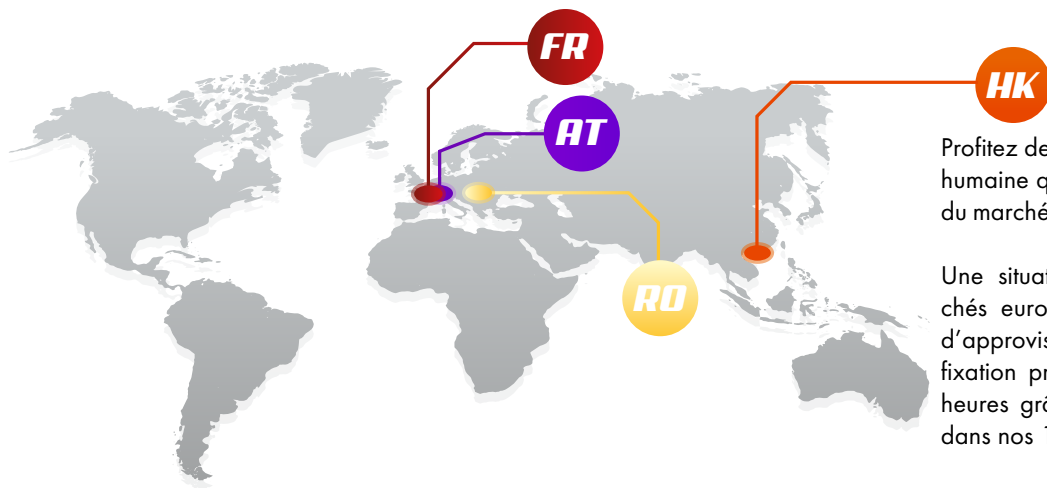 FR
HK
AT
Profitez de
humaine q
du marché
Une situat
chés euro
RO
d'approvis
fixation pr
heures grâ
dans nos